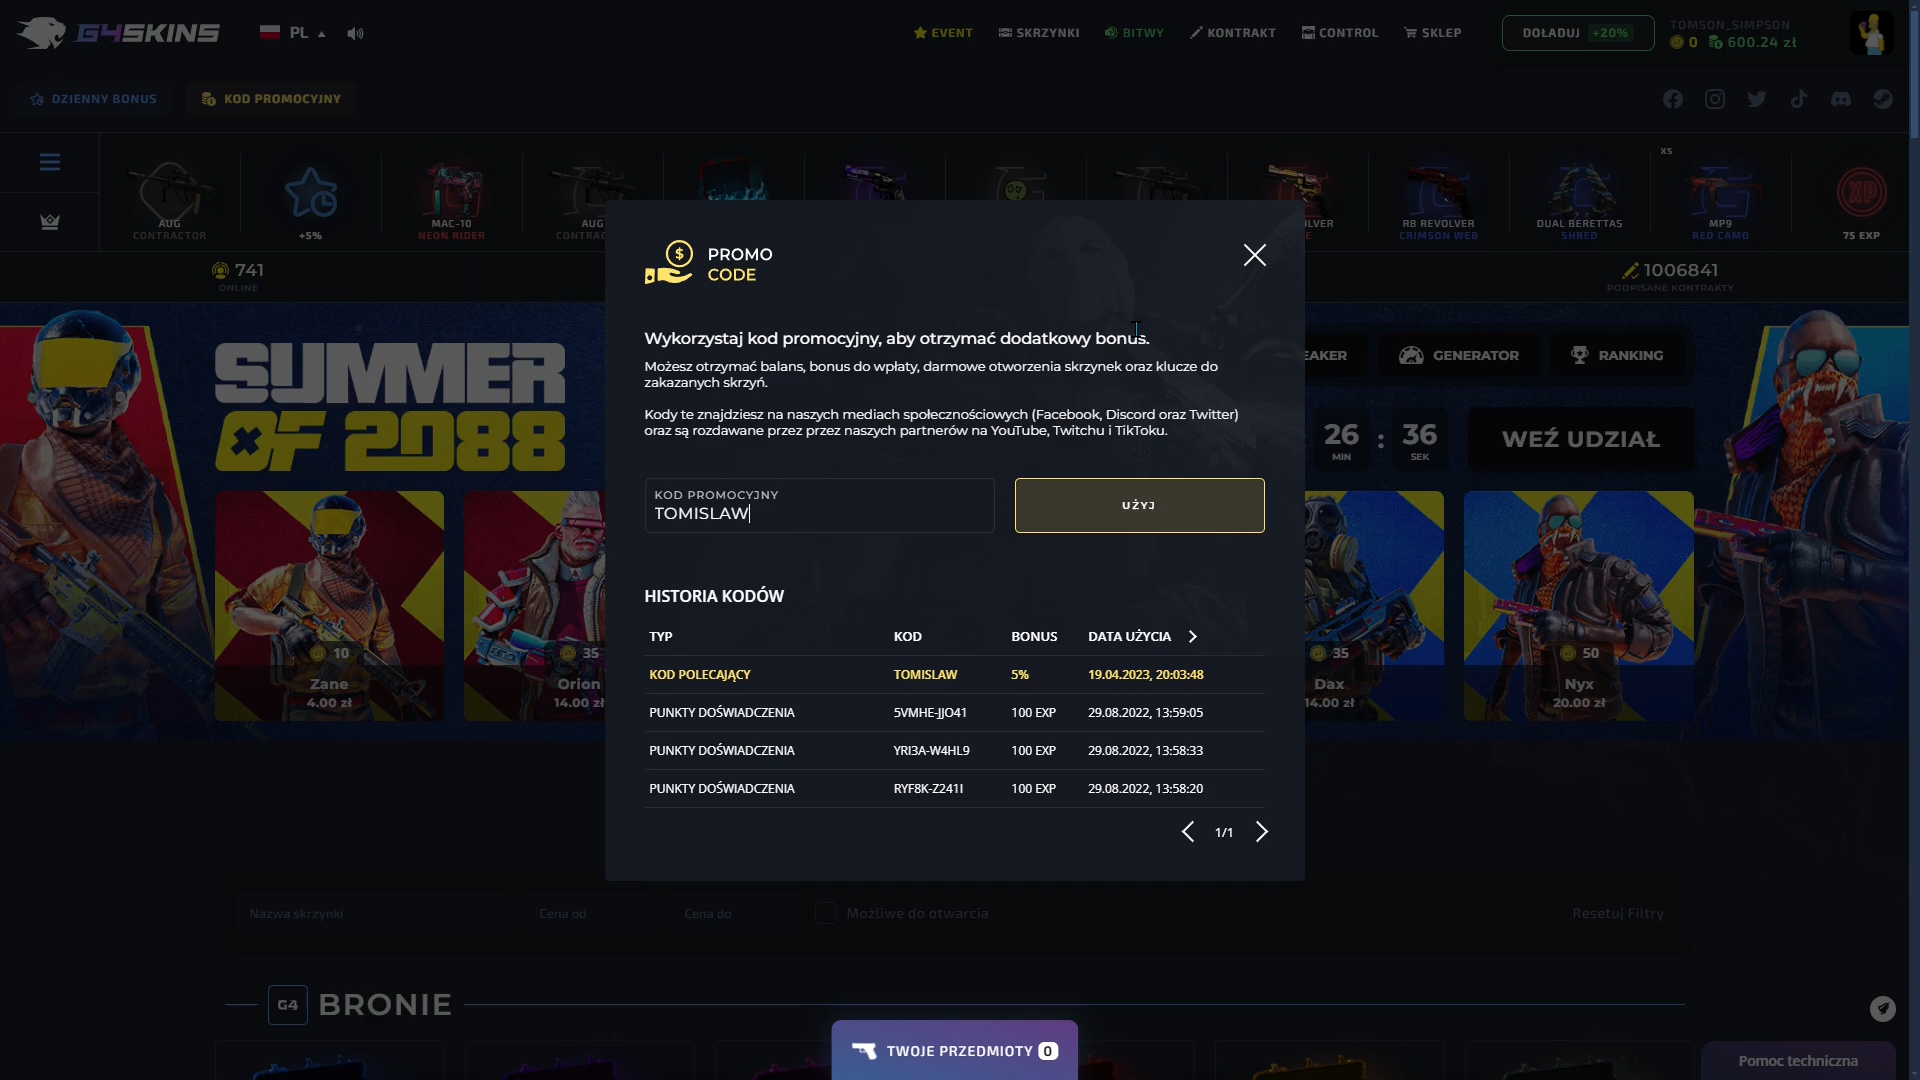 G4SKINS
PL
EVENT
SKRZYNKI
BITWY
KONTRAKT
CONTROL
SKLEP
DOŁADUJ +20%
TOMSON_SIMPSON
0 600.24 zł
DZIENNY BONUS
KOD PROMOCYJNY
X5
AUG
CONTRACTOR
+5%
MAC-10
NEON RIDER
AUG
R8 REVOLVER
CRIMSON WEB
DUAL BERETTAS
SHRED
MP9
RED CAMO
XP
75 EXP
741
ONLINE
1006841
PODPISANE KONTRAKTY
PROMO
CODE
Wykorzystaj kod promocyjny, aby otrzymać dodatkowy bonus.
Możesz otrzymać balans, bonus do wpłaty, darmowe otworzenia skrzynek oraz klucze do
zakazanych skrzyń.
Kody te znajdziesz na naszych mediach społecznościowych (Facebook, Discord oraz Twitter)
oraz są rozdawane przez przez naszych partnerów na YouTube, Twitchu i TikToku.
KOD PROMOCYJNY
TOMISLAW
UŻYJ
HISTORIA KODÓW
TYP KOD BONUS DATA UŻYCIA
KOD POLECAJĄCY TOMISLAW 5% 19.04.2023, 20:03:48
PUNKTY DOŚWIADCZENIA 5VMHE-JJO41 100 EXP 29.08.2022, 13:59:05
PUNKTY DOŚWIADCZENIA YRI3A-W4HL9 100 EXP 29.08.2022, 13:58:33
PUNKTY DOŚWIADCZENIA RYF8K-Z241I 100 EXP 29.08.2022, 13:58:20
1/1
SUMMER
OF 2088
GENERATOR
RANKING
26 : 36
MIN SEK
WEŹ UDZIAŁ
10
Zane
4.00 zł
35
Orion
14.00 zł
35
Dax
14.00 zł
50
Nyx
20.00 zł
Nazwa skrzynki
Cena od
Cena do
Możliwe do otwarcia
Resetuj Filtry
G4 BRONIE
TWOJE PRZEDMIOTY 0
Pomoc techniczna